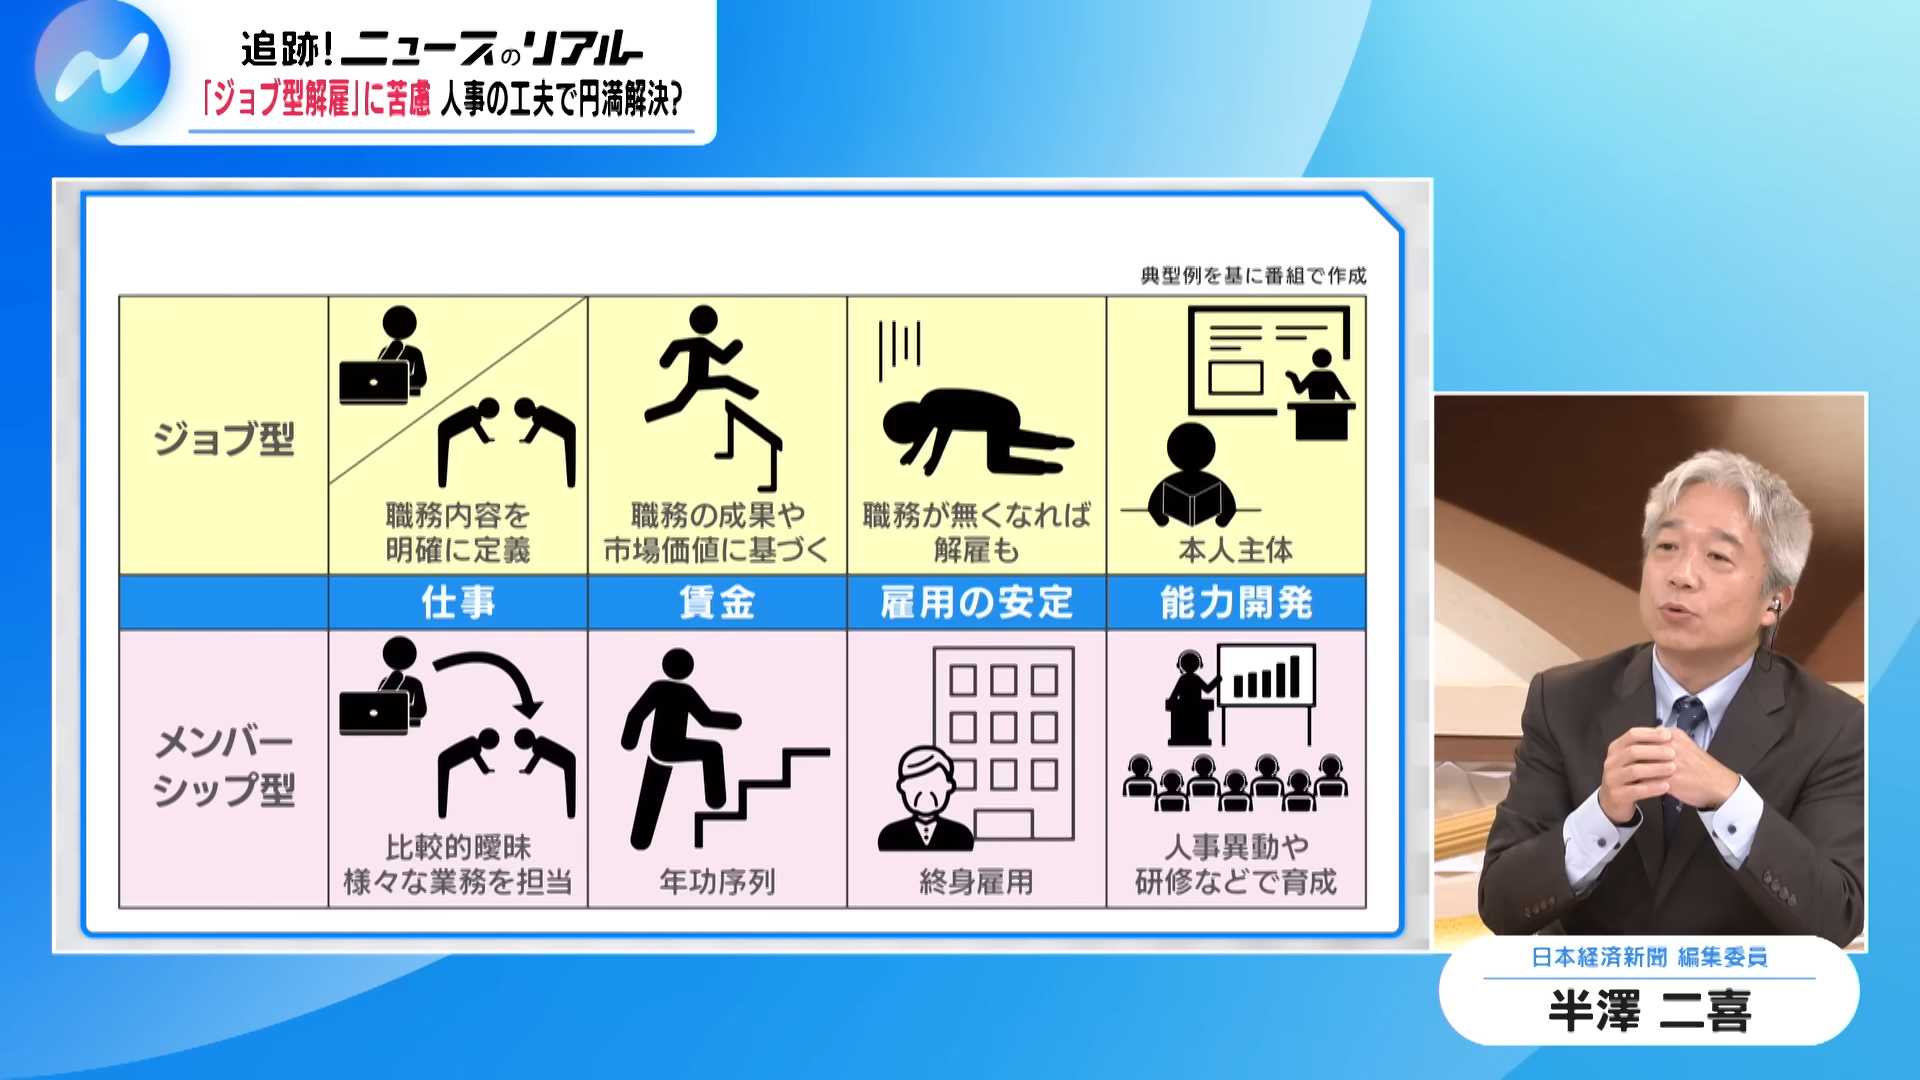 追跡!ニュースのリアル
「ジョブ型解雇」に苦慮 人事の工夫で円満解決?
典型例を基に番組で作成
ジョブ型
職務内容を
明確に定義
職務の成果や
市場価値に基づく
職務が無くなれば
解雇も
本人主体
仕事
賃金
雇用の安定
能力開発
メンバー
シップ型
比較的曖昧
様々な業務を担当
年功序列
終身雇用
人事異動や
研修などで育成
日本経済新聞 編集委員
半澤 二喜